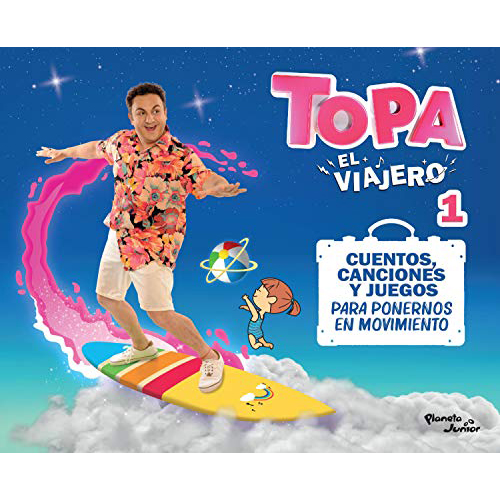 TOPA
EL
VIAJERO
1
CUENTOS,
CANCIONES
Y JUEGOS
PARA PONERNOS
EN MOVIMIENTO
Planeta
Junior